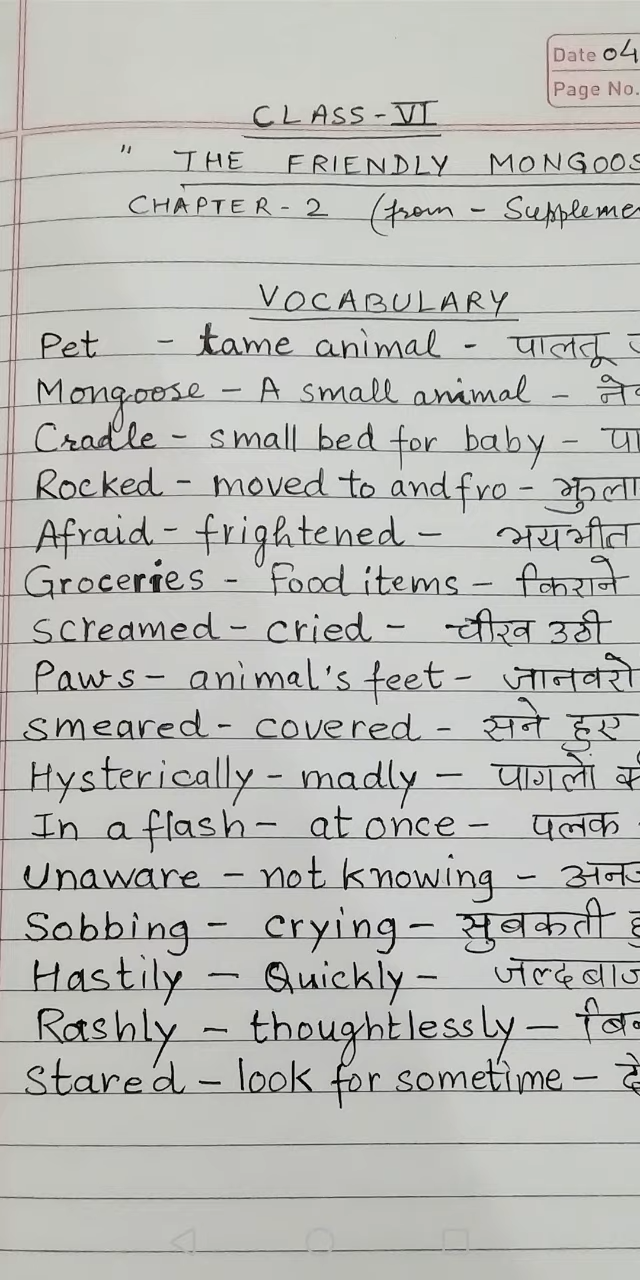 Date 04
Page No.
CLASS-VI
" THE FRIENDLY MONGOOS
CHAPTER-2 (from - Suppleme
VOCABULARY
Pet - tame animal - पालतू
Mongoose - A small animal - ने
Cradle - small bed for baby - पा
Rocked - moved to and fro - झुला
Afraid - frightened - भयभीत
Groceries - Food items - किराने
Screamed - cried - चीख उठी
Paws - animal's feet - जानवरो
Smeared - covered - सने हुए
Hysterically - madly - पागलों की
In a flash - at once - पलक
Unaware - not knowing - अनज
Sobbing - crying - सुबकती हु
Hastily - Quickly - जल्दबाज
Rashly - thoughtlessly - बिन
Stared - look for sometime - दे